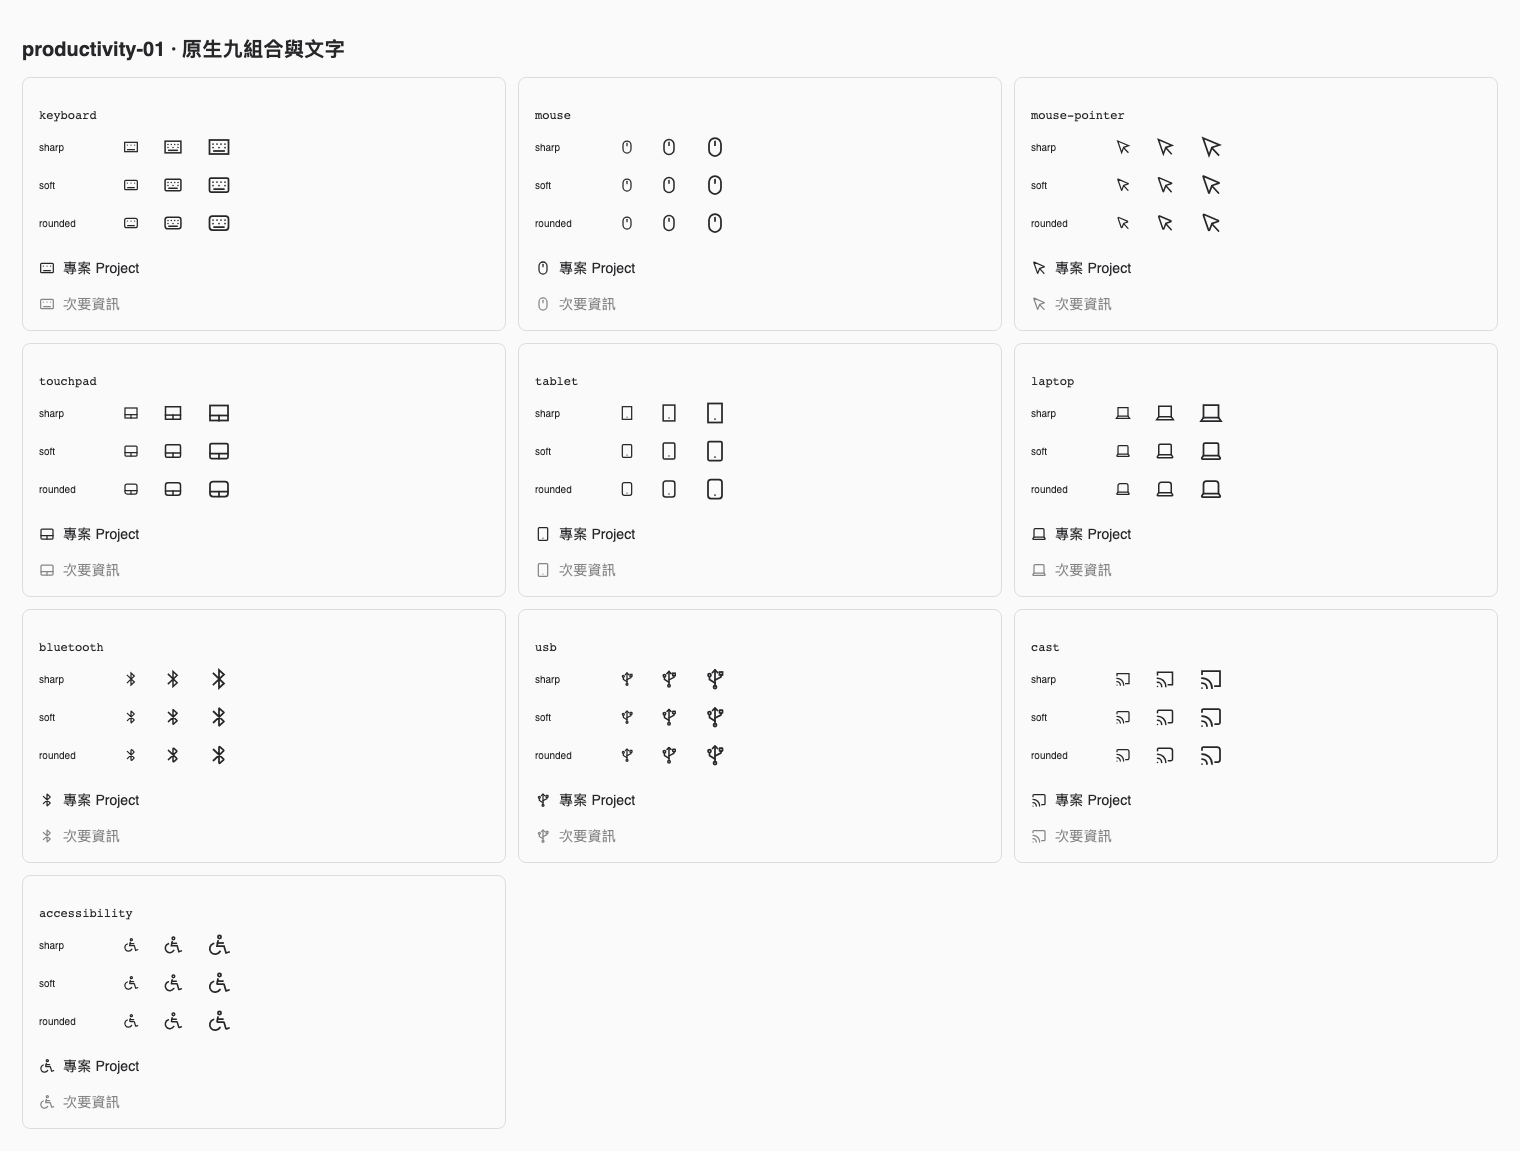 productivity-01 · 原生九組合與文字
keyboard
sharp
soft
rounded
專案 Project
次要資訊
mouse
sharp
soft
rounded
專案 Project
次要資訊
mouse-pointer
sharp
soft
rounded
專案 Project
次要資訊
touchpad
sharp
soft
rounded
專案 Project
次要資訊
tablet
sharp
soft
rounded
專案 Project
次要資訊
laptop
sharp
soft
rounded
專案 Project
次要資訊
bluetooth
sharp
soft
rounded
專案 Project
次要資訊
usb
sharp
soft
rounded
專案 Project
次要資訊
cast
sharp
soft
rounded
專案 Project
次要資訊
accessibility
sharp
soft
rounded
專案 Project
次要資訊